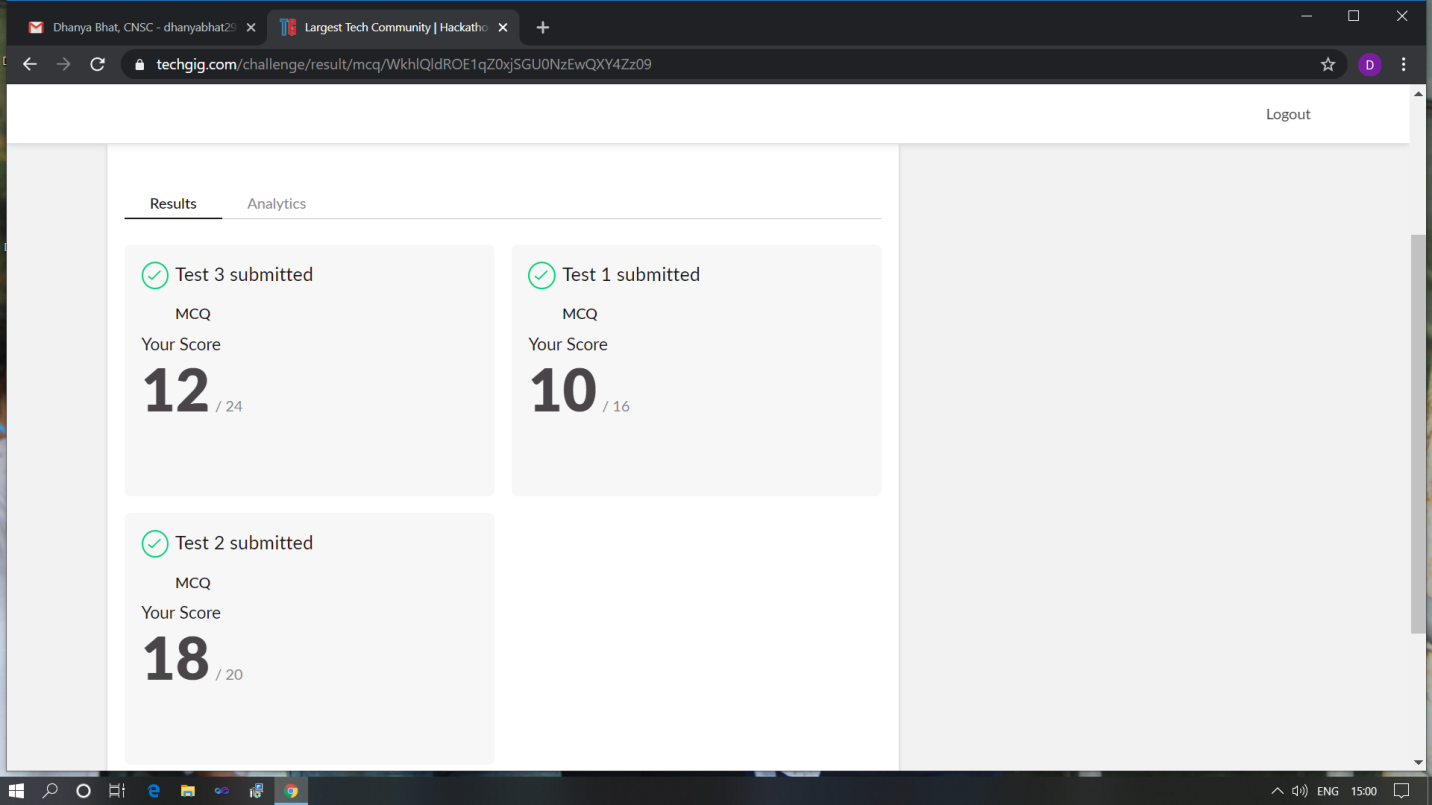 Dhanya Bhat, CNSC - dhanyabhat29
Largest Tech Community | Hackatho
techgig.com/challenge/result/mcq/WkhlQldROE1qZ0xjSGU0NzEwQXY4Zz09
D
Logout
Results Analytics
Test 3 submitted
MCQ
Your Score
12 / 24
Test 1 submitted
MCQ
Your Score
10 / 16
Test 2 submitted
MCQ
Your Score
18 / 20
ENG 15:00